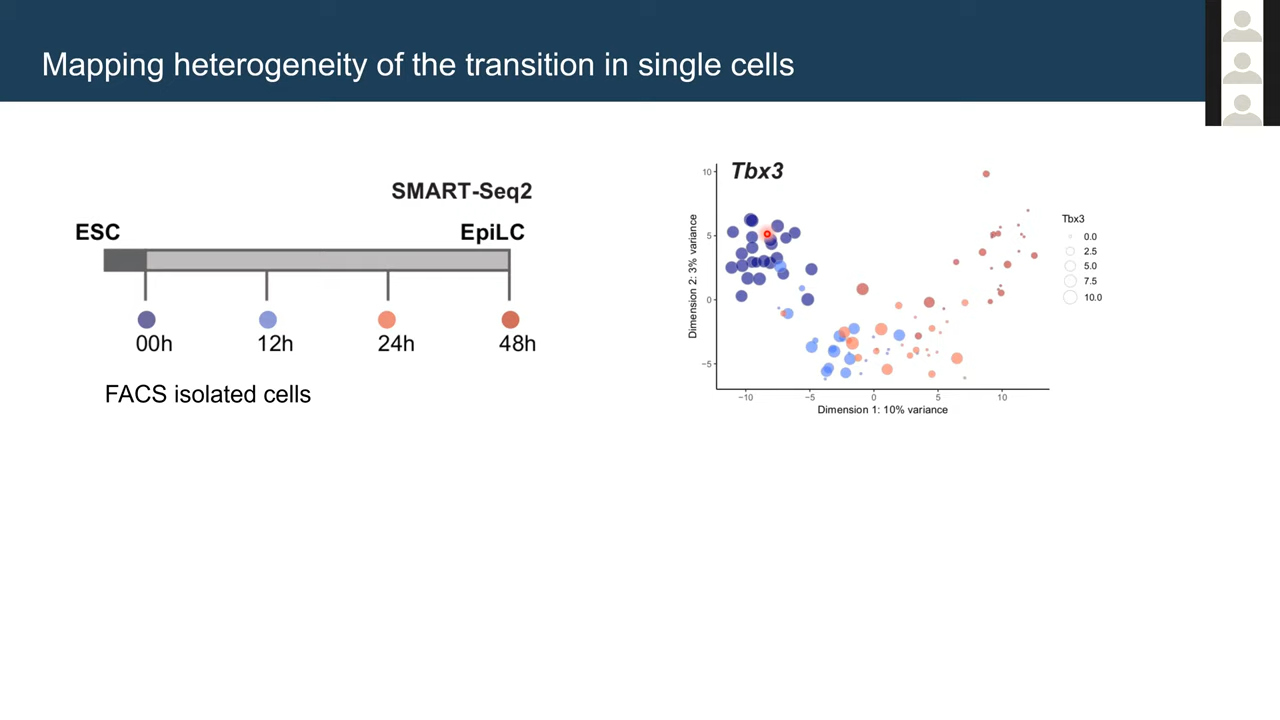 Mapping heterogeneity of the transition in single cells
SMART-Seq2
ESC
EpiLC
00h
12h
24h
48h
FACS isolated cells
Tbx3
10
5
0
−5
Dimension 2: 3% variance
−10
−5
0
5
10
Dimension 1: 10% variance
Tbx3
0.0
2.5
5.0
7.5
10.0